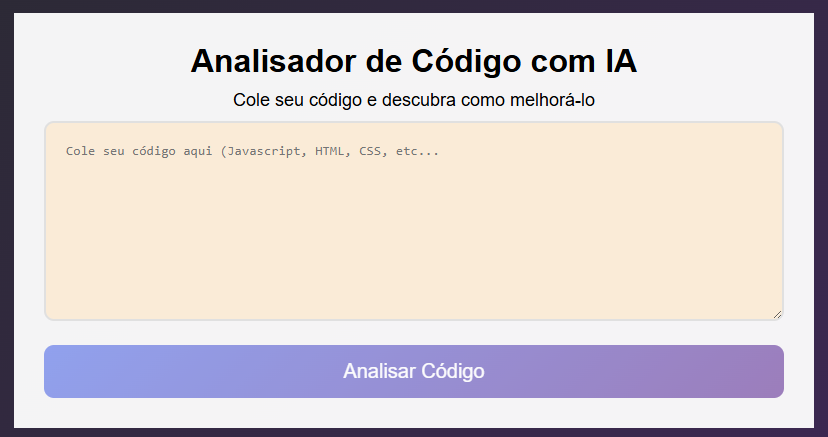 Analisador de Código com IA
Cole seu código e descubra como melhorá-lo
Cole seu código aqui (Javascript, HTML, CSS, etc...
Analisar Código